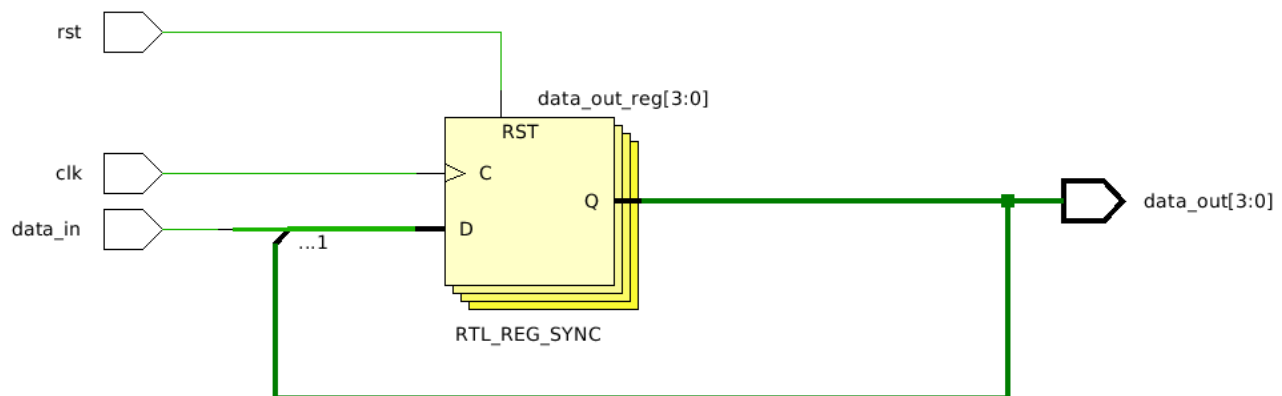 rst
data_out_reg[3:0]
RST
clk
C
Q
data_out[3:0]
data_in
D
...1
RTL_REG_SYNC